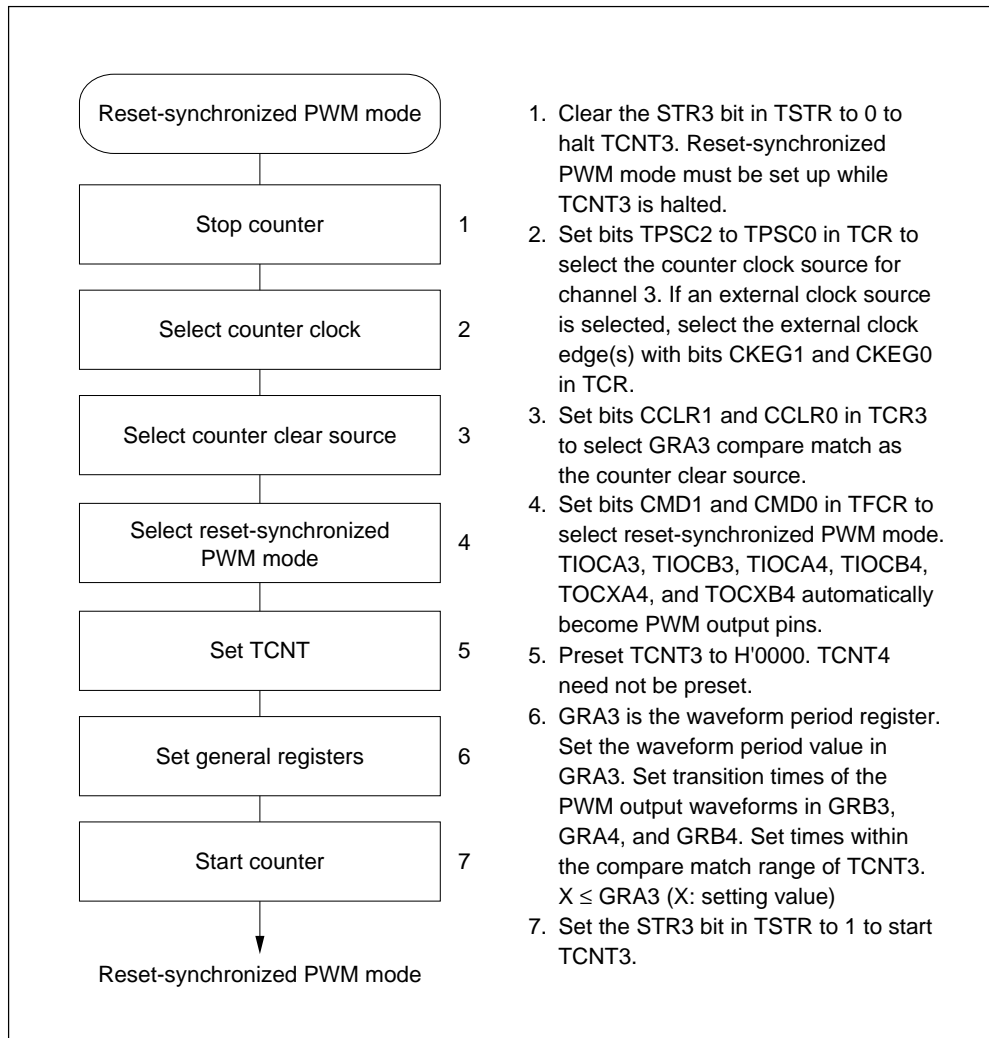 Reset-synchronized PWM mode
Stop counter
1
Select counter clock
2
Select counter clear source
3
Select reset-synchronized
PWM mode
4
Set TCNT
5
Set general registers
6
Start counter
7
Reset-synchronized PWM mode
1. Clear the STR3 bit in TSTR to 0 to
halt TCNT3. Reset-synchronized
PWM mode must be set up while
TCNT3 is halted.
2. Set bits TPSC2 to TPSC0 in TCR to
select the counter clock source for
channel 3. If an external clock source
is selected, select the external clock
edge(s) with bits CKEG1 and CKEG0
in TCR.
3. Set bits CCLR1 and CCLR0 in TCR3
to select GRA3 compare match as
the counter clear source.
4. Set bits CMD1 and CMD0 in TFCR to
select reset-synchronized PWM mode.
TIOCA3, TIOCB3, TIOCA4, TIOCB4,
TOCXA4, and TOCXB4 automatically
become PWM output pins.
5. Preset TCNT3 to H'0000. TCNT4
need not be preset.
6. GRA3 is the waveform period register.
Set the waveform period value in
GRA3. Set transition times of the
PWM output waveforms in GRB3,
GRA4, and GRB4. Set times within
the compare match range of TCNT3.
X ≤ GRA3 (X: setting value)
7. Set the STR3 bit in TSTR to 1 to start
TCNT3.